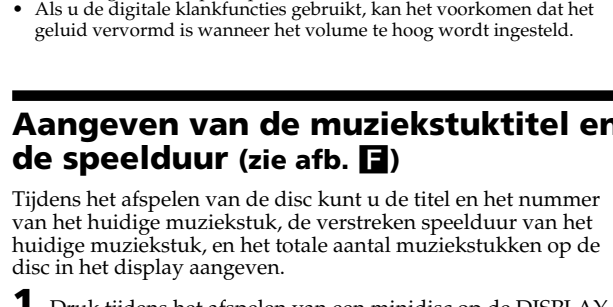 • Als u de digitale klankfuncties gebruikt, kan het voorkomen dat het
geluid vervormd is wanneer het volume te hoog wordt ingesteld.
Aangeven van de muziekstuktitel en
de speelduur (zie afb. F)
Tijdens het afspelen van de disc kunt u de titel en het nummer
van het huidige muziekstuk, de verstreken speelduur van het
huidige muziekstuk, en het totale aantal muziekstukken op de
disc in het display aangeven.
1 Druk tijdens het afspelen van een minidisc op de DISPLAY